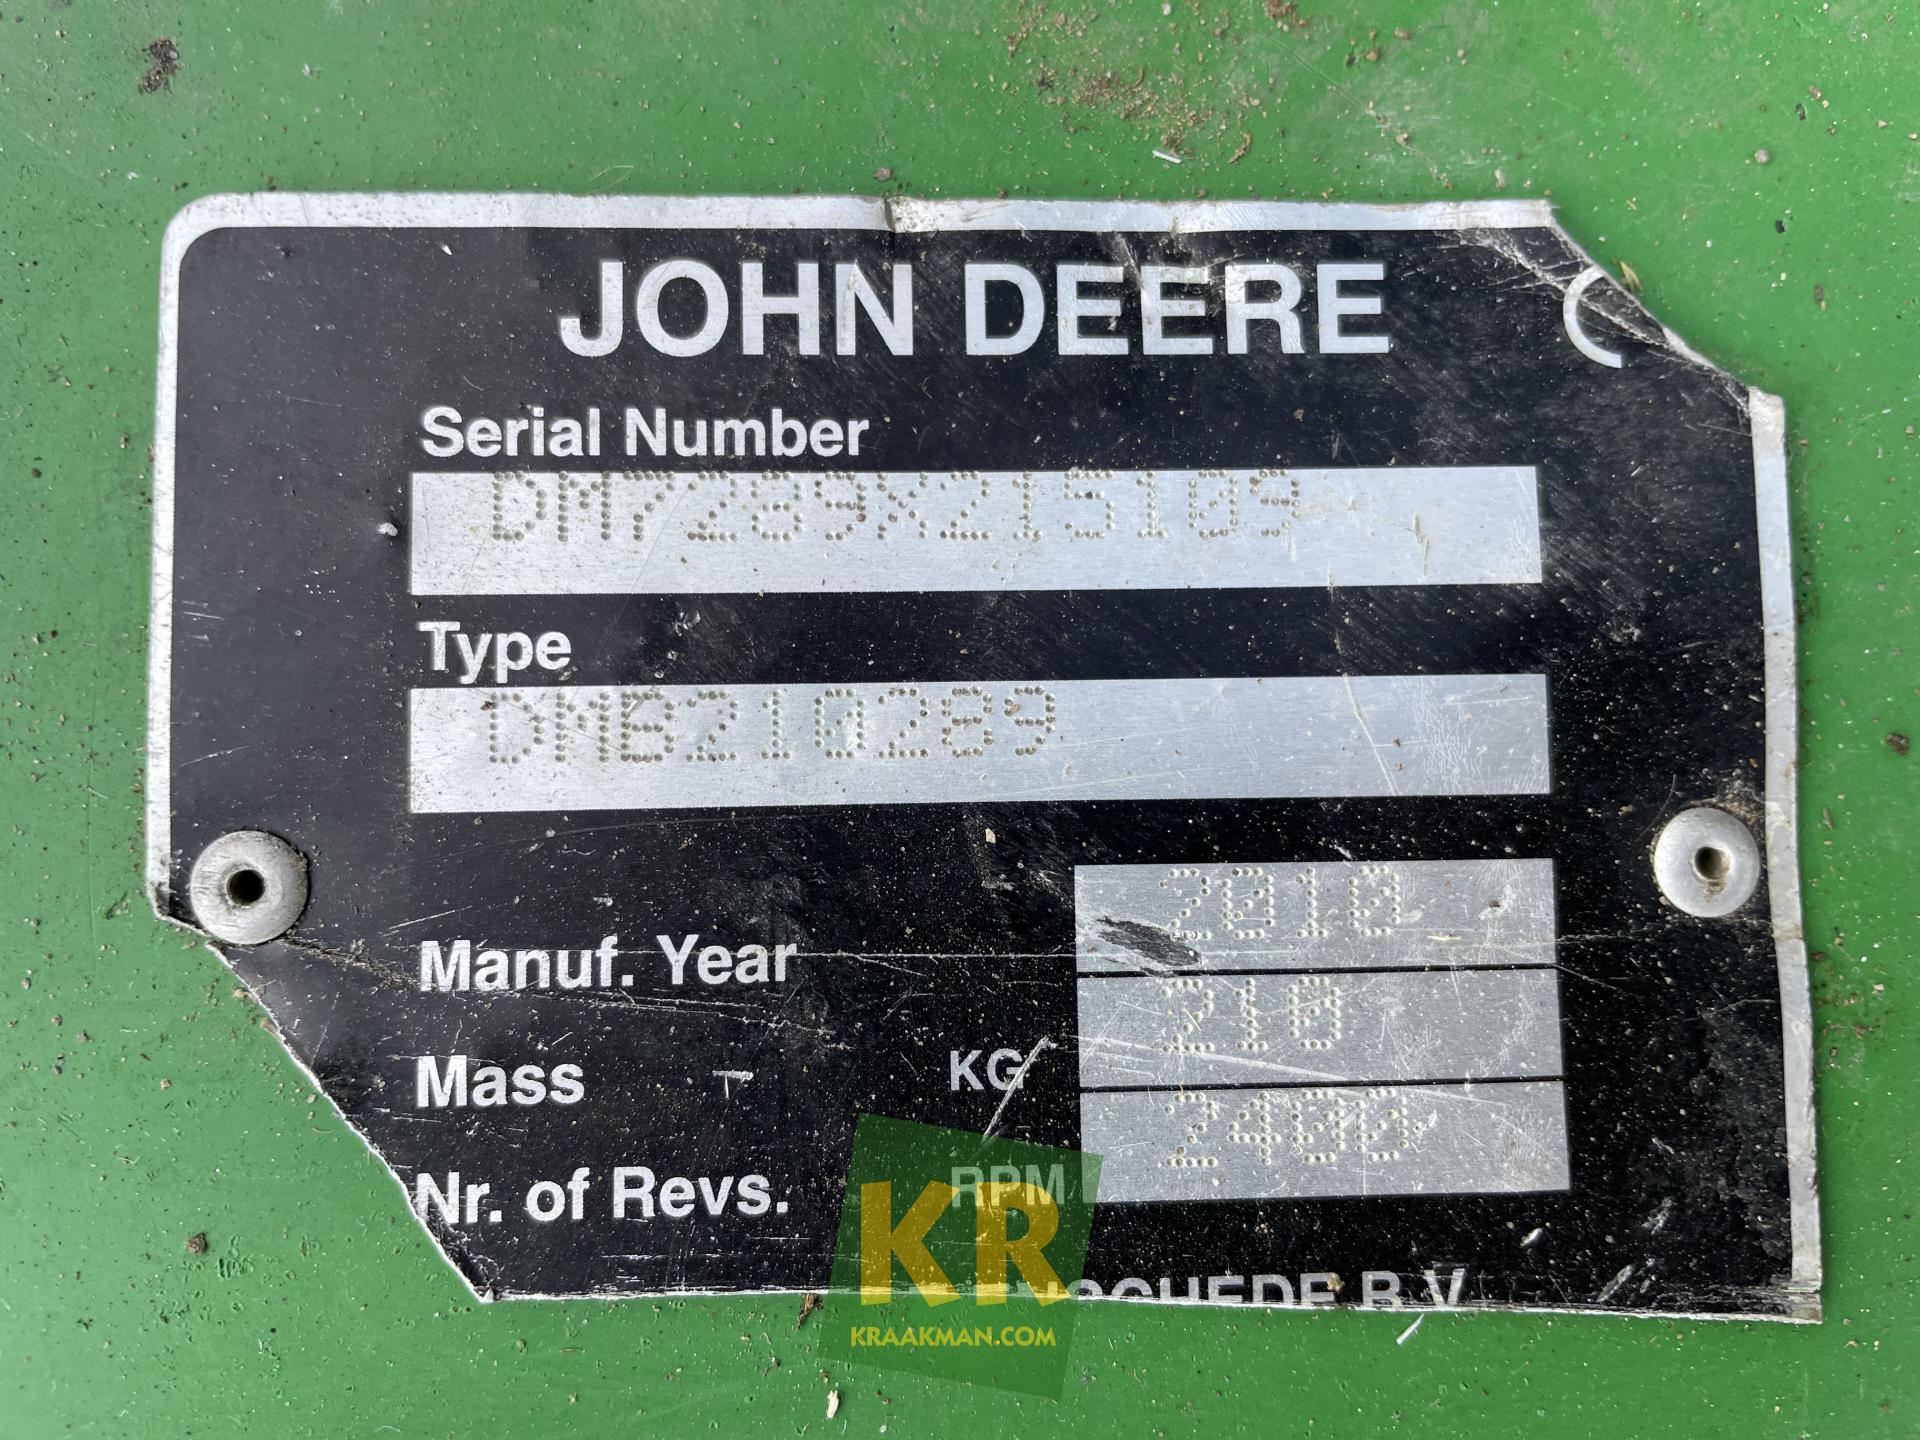 JOHN DEERE
Serial Number
DM7289X215109
Type
DMB210289
Manuf. Year 2010
Mass KG 210
Nr. of Revs. RPM 2400
B.V.
KR
KRAAKMAN.COM